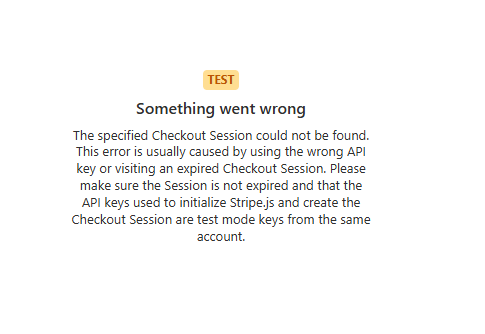 TEST
Something went wrong
The specified Checkout Session could not be found.
This error is usually caused by using the wrong API
key or visiting an expired Checkout Session. Please
make sure the Session is not expired and that the
API keys used to initialize Stripe.js and create the
Checkout Session are test mode keys from the same
account.